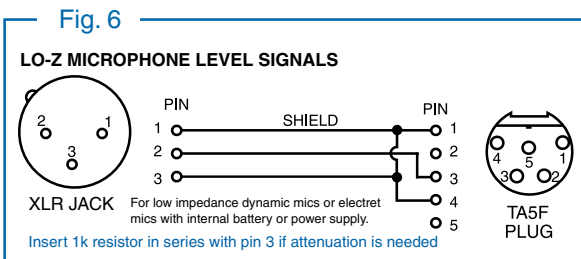 Fig. 6
LO-Z MICROPHONE LEVEL SIGNALS
PIN
PIN
SHIELD
1
1
2
2
3
3
4
5
2
1
3
4
5
1
3
2
XLR JACK
For low impedance dynamic mics or electret
mics with internal battery or power supply.
TA5F
PLUG
Insert 1k resistor in series with pin 3 if attenuation is needed